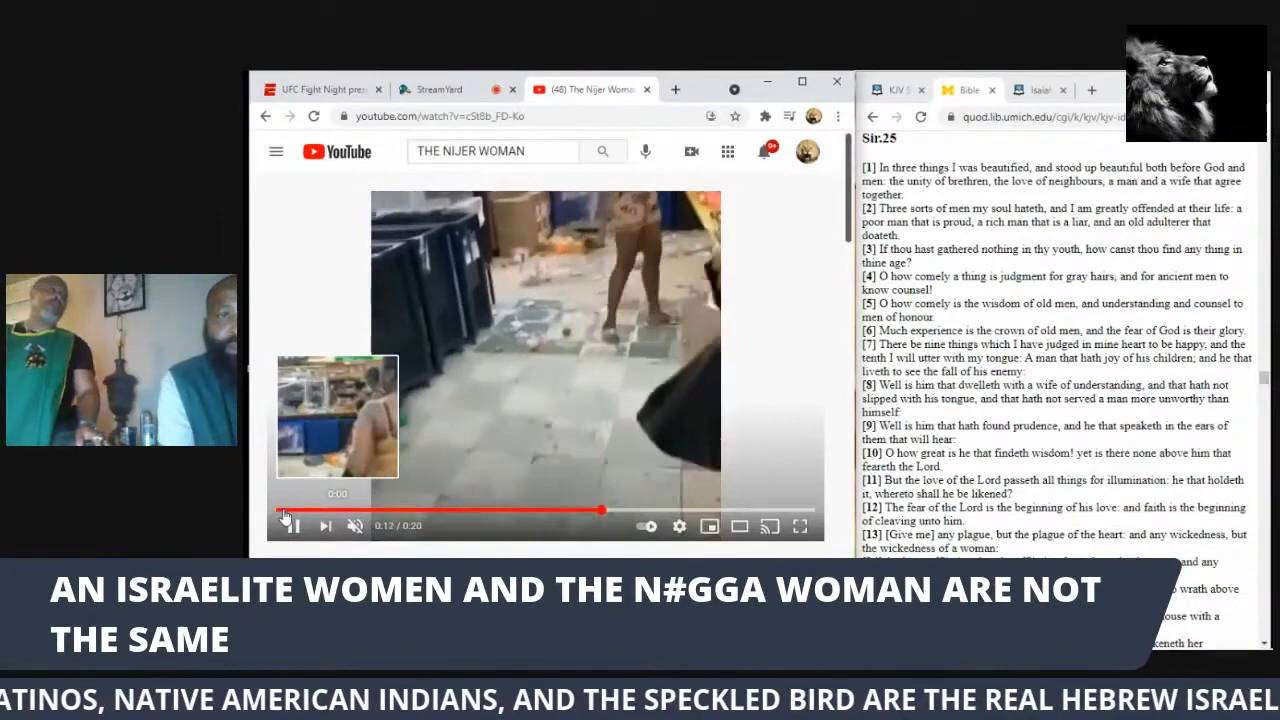 UFC Fight Night pres
StreamYard
(48) The Nijer Woma
youtube.com/watch?v=cSt8b_FD-Ko
YouTube
THE NIJER WOMAN
9+
0:00
0:12 / 0:20
KJV S
Bible
Isaiah
quod.lib.umich.edu/cgi/k/kjv/kjv-id
Sir.25
[1] In three things I was beautified, and stood up beautiful both before God and
men: the unity of brethren, the love of neighbours, a man and a wife that agree
together.
[2] Three sorts of men my soul hateth, and I am greatly offended at their life: a
poor man that is proud, a rich man that is a liar, and an old adulterer that
doateth.
[3] If thou hast gathered nothing in thy youth, how canst thou find any thing in
thine age?
[4] O how comely a thing is judgment for gray hairs, and for ancient men to
know counsel!
[5] O how comely is the wisdom of old men, and understanding and counsel to
men of honour.
[6] Much experience is the crown of old men, and the fear of God is their glory.
[7] There be nine things which I have judged in mine heart to be happy, and the
tenth I will utter with my tongue: A man that hath joy of his children; and he that
liveth to see the fall of his enemy:
[8] Well is him that dwelleth with a wife of understanding, and that hath not
slipped with his tongue, and that hath not served a man more unworthy than
himself:
[9] Well is him that hath found prudence, and he that speaketh in the ears of
them that will hear:
[10] O how great is he that findeth wisdom! yet is there none above him that
feareth the Lord.
[11] But the love of the Lord passeth all things for illumination: he that holdeth
it, whereto shall he be likened?
[12] The fear of the Lord is the beginning of his love: and faith is the beginning
of cleaving unto him.
[13] [Give me] any plague, but the plague of the heart: and any wickedness, but
the wickedness of a woman:
and any
wrath above
ouse with a
keneth her
AN ISRAELITE WOMEN AND THE N#GGA WOMAN ARE NOT
THE SAME
ATINOS, NATIVE AMERICAN INDIANS, AND THE SPECKLED BIRD ARE THE REAL HEBREW ISRAEL